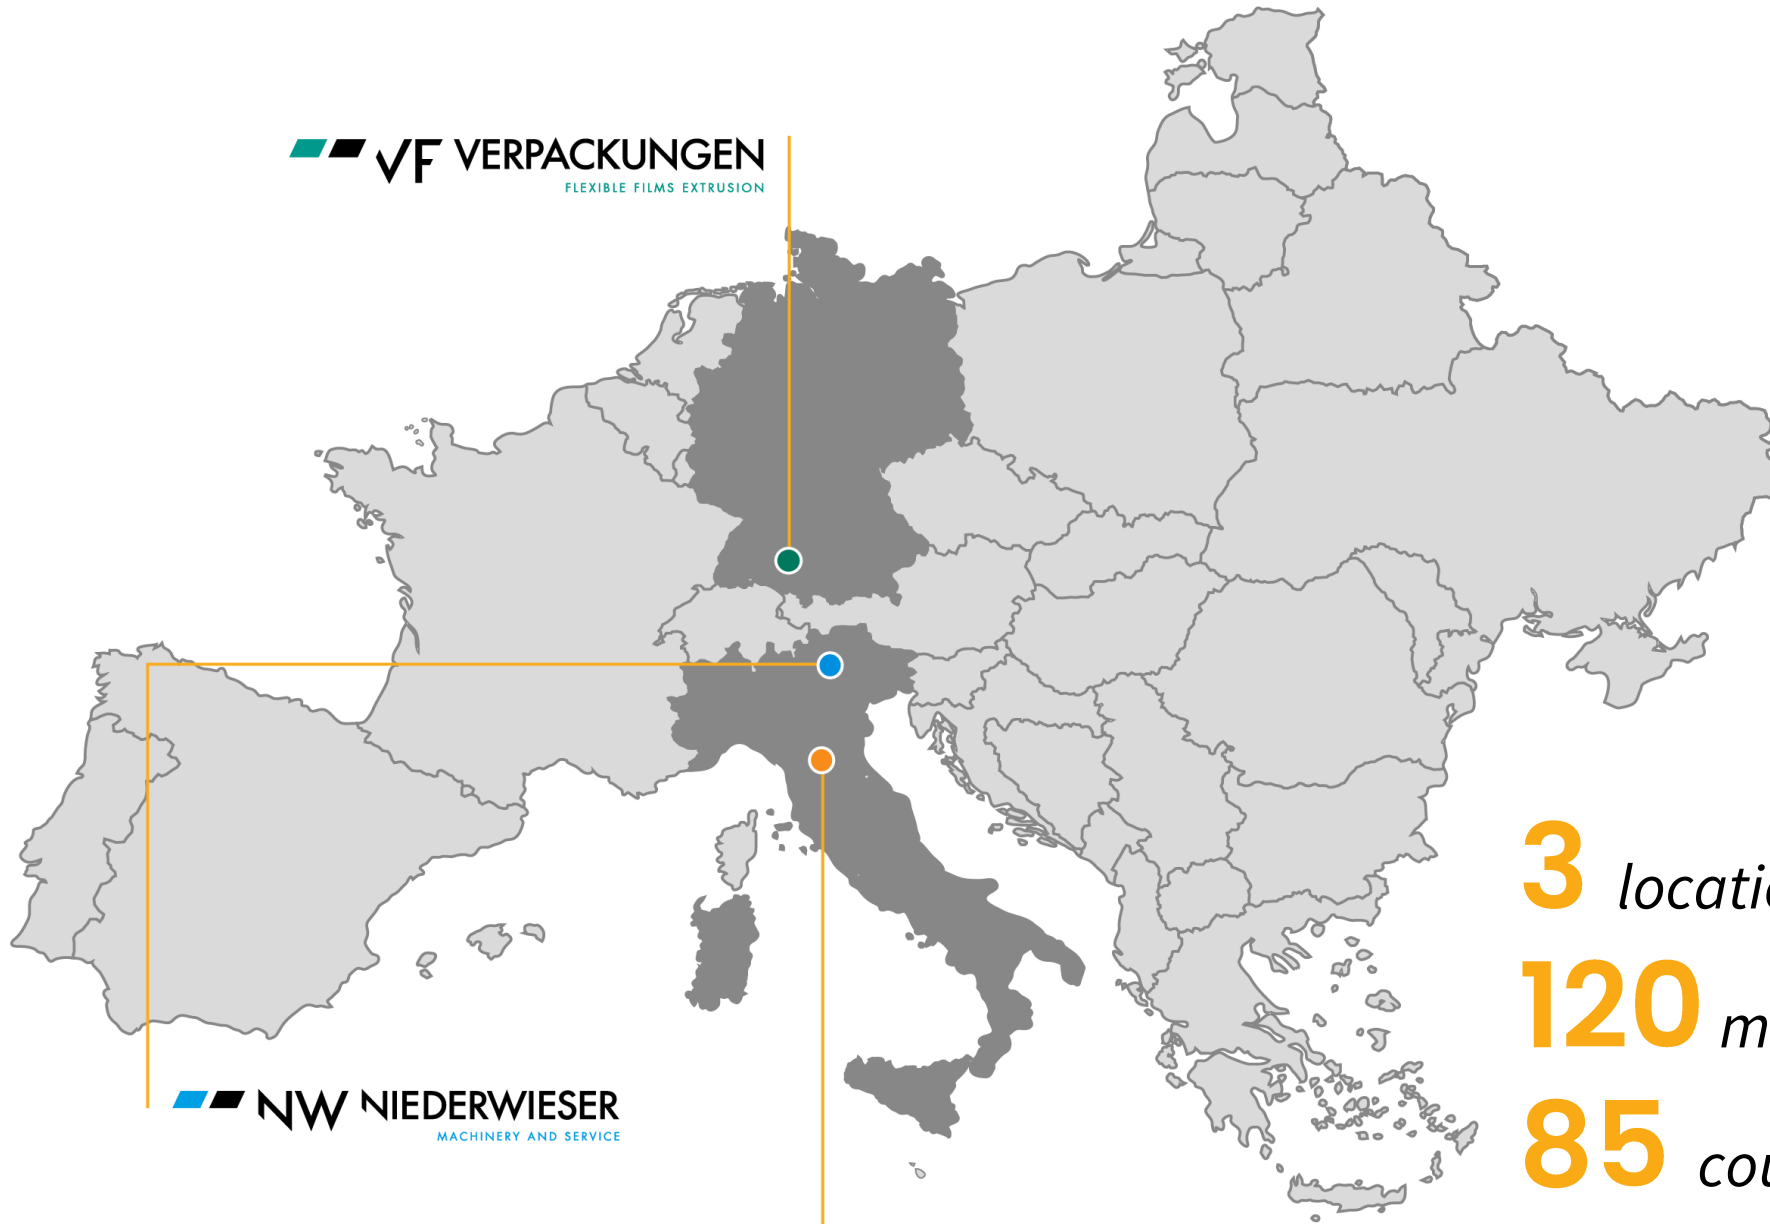 VF VERPACKUNGEN
FLEXIBLE FILMS EXTRUSION
3
120
85
NW NIEDERWIESER
MACHINERY AND SERVICE